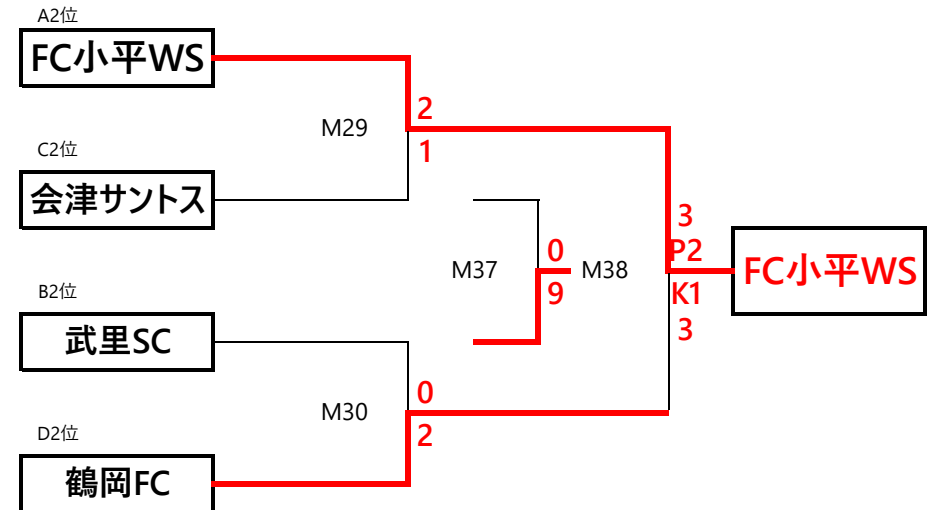 A2位
FC小平WS
M29
2
1
C2位
会津サントス
3
P2
K1
3
FC小平WS
M37
0
9
M38
B2位
武里SC
M30
0
2
D2位
鶴岡FC